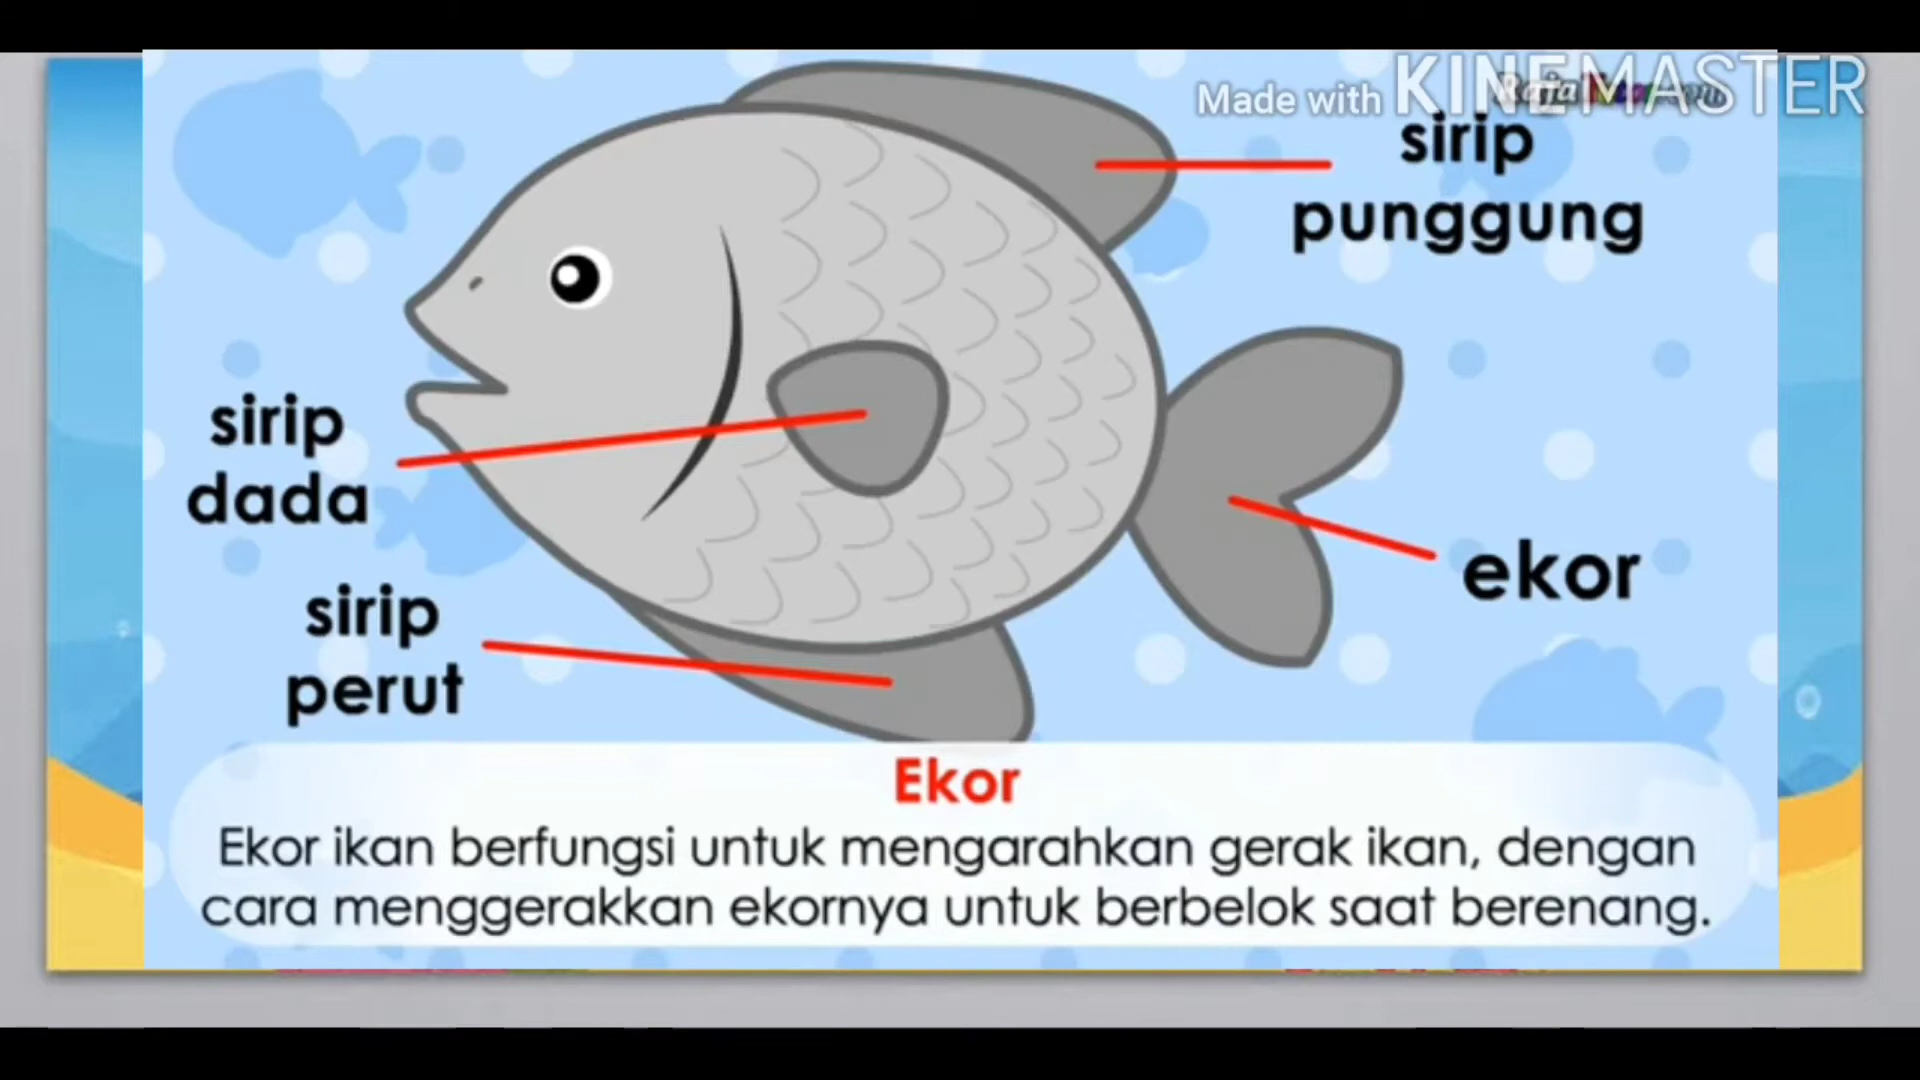 Made with KINEMASTER
sirip
punggung
sirip
dada
ekor
sirip
perut
Ekor
Ekor ikan berfungsi untuk mengarahkan gerak ikan, dengan
cara menggerakkan ekornya untuk berbelok saat berenang.